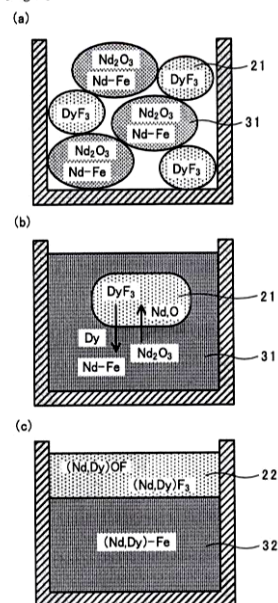 (a)
Nd₂O₃
Nd-Fe
DyF₃
21
DyF₃
Nd₂O₃
Nd-Fe
31
Nd₂O₃
Nd-Fe
DyF₃
(b)
DyF₃
21
Nd,O
Dy
Nd-Fe
Nd₂O₃
31
(c)
(Nd,Dy)OF
22
(Nd,Dy)F₃
(Nd,Dy)-Fe
32